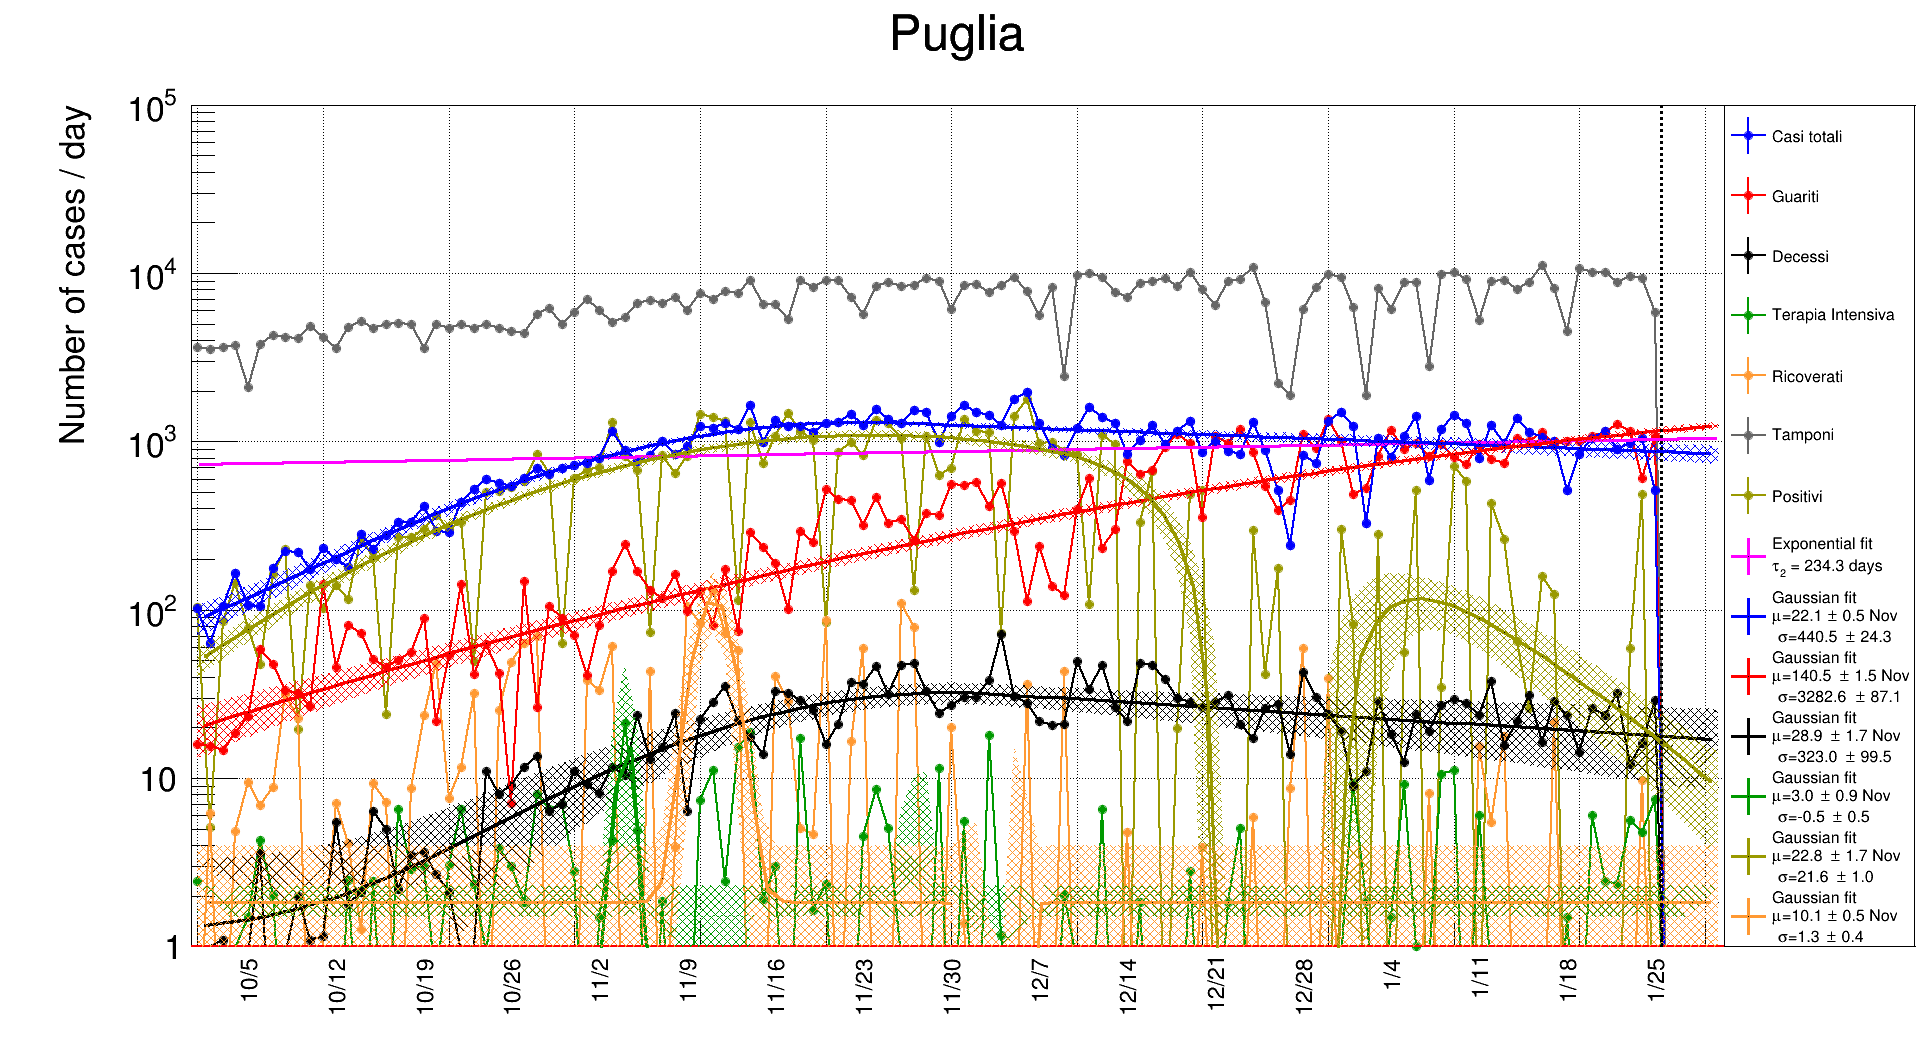 Puglia
Number of cases / day
10^5
10^4
10^3
10^2
10
1
10/5
10/12
10/19
10/26
11/2
11/9
11/16
11/23
11/30
12/7
12/14
12/21
12/28
1/4
1/11
1/18
1/25
Casi totali
Guariti
Decessi
Terapia Intensiva
Ricoverati
Tamponi
Positivi
Exponential fit
τ₂ = 234.3 days
Gaussian fit
μ=22.1 ± 0.5 Nov
σ=440.5 ± 24.3
Gaussian fit
μ=140.5 ± 1.5 Nov
σ=3282.6 ± 87.1
Gaussian fit
μ=28.9 ± 1.7 Nov
σ=323.0 ± 99.5
Gaussian fit
μ=3.0 ± 0.9 Nov
σ=-0.5 ± 0.5
Gaussian fit
μ=22.8 ± 1.7 Nov
σ=21.6 ± 1.0
Gaussian fit
μ=10.1 ± 0.5 Nov
σ=1.3 ± 0.4